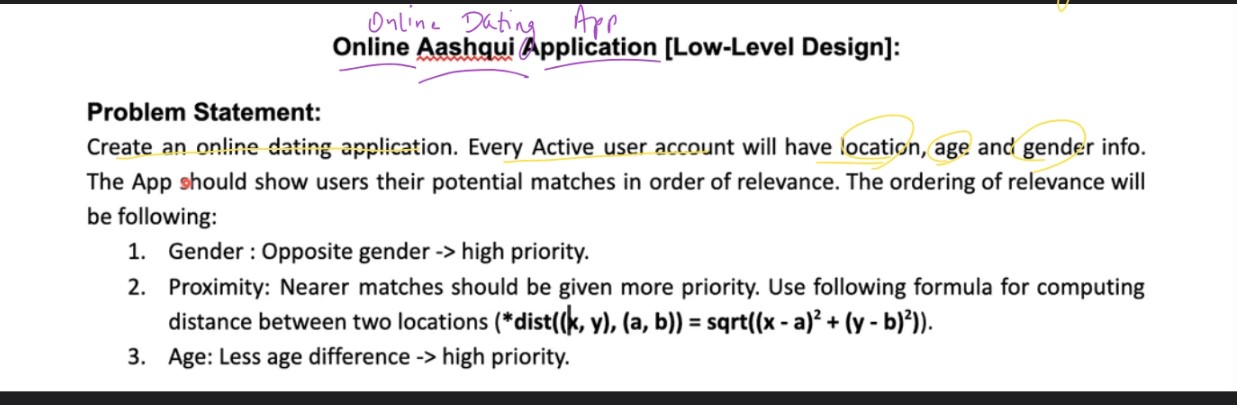 Online Dating App
Online Aashqui Application [Low-Level Design]:
Problem Statement:
Create an online dating application. Every Active user account will have location, age and gender info.
The App should show users their potential matches in order of relevance. The ordering of relevance will
be following:
1. Gender : Opposite gender -> high priority.
2. Proximity: Nearer matches should be given more priority. Use following formula for computing
distance between two locations (*dist((x, y), (a, b)) = sqrt((x - a)² + (y - b)²)).
3. Age: Less age difference -> high priority.